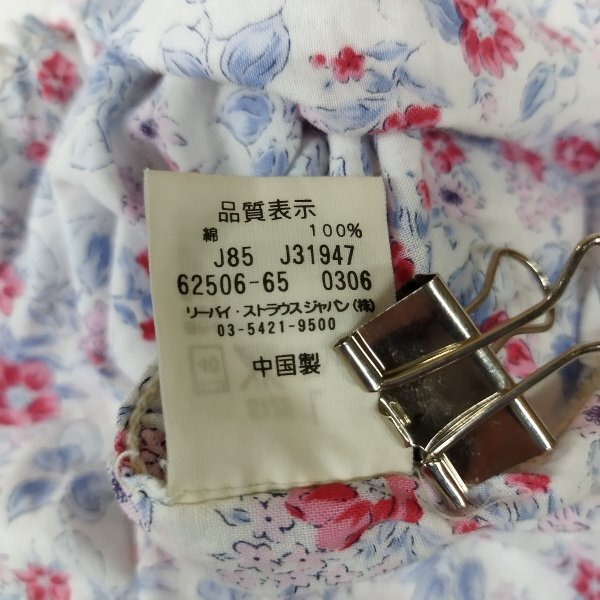 品質表示
綿 100%
J85 J31947
62506-65 0306
リーバイ・ストラウス ジャパン(株)
03-5421-9500
中国製